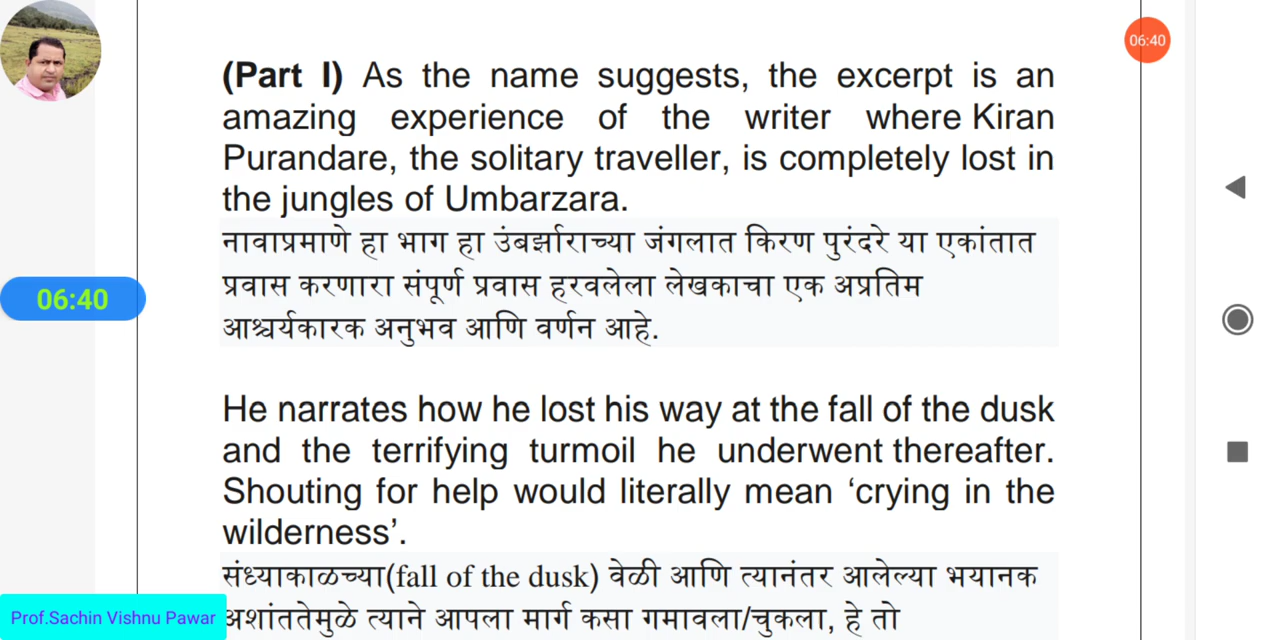 06:40
(Part I) As the name suggests, the excerpt is an
amazing experience of the writer where Kiran
Purandare, the solitary traveller, is completely lost in
the jungles of Umbarzara.
नावाप्रमाणे हा भाग हा उंबर्झाराच्या जंगलात किरण पुरंदरे या एकांतात
प्रवास करणारा संपूर्ण प्रवास हरवलेला लेखकाचा एक अप्रतिम
आश्चर्यकारक अनुभव आणि वर्णन आहे.
06:40
He narrates how he lost his way at the fall of the dusk
and the terrifying turmoil he underwent thereafter.
Shouting for help would literally mean ‘crying in the
wilderness’.
संध्याकाळच्या(fall of the dusk) वेळी आणि त्यानंतर आलेल्या भयानक
अशांततेमुळे त्याने आपला मार्ग कसा गमावला/चुकला, हे तो
Prof.Sachin Vishnu Pawar